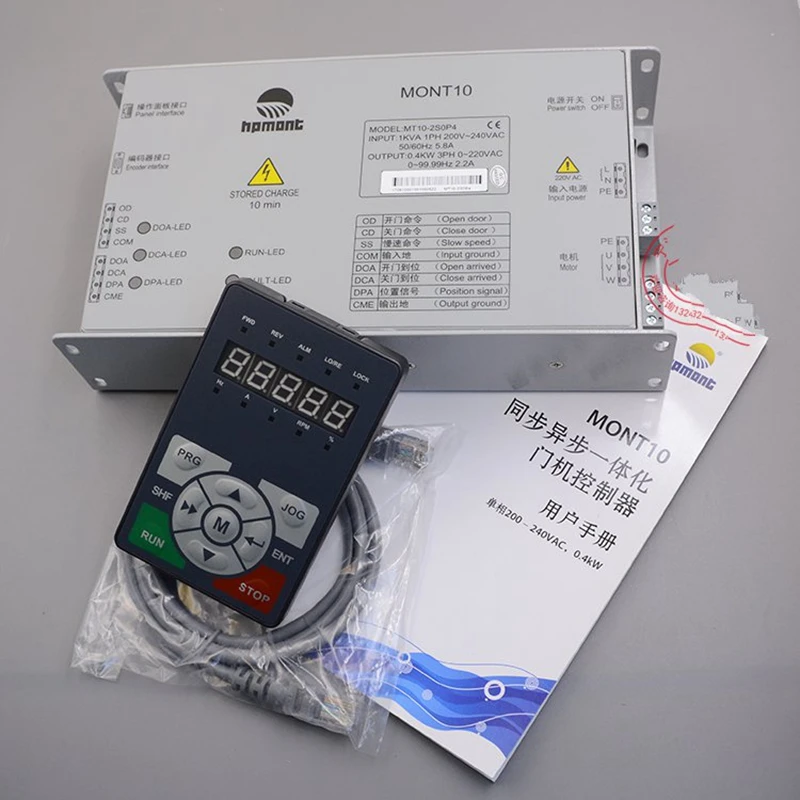 MONT10
hpmont
操作面板接口
Panel interface
编码器接口
Encoder interface
STORED CHARGE
10 min
MODEL:MT10-2S0P4 CE
INPUT:1KVA 1PH 200V~240VAC
50/60Hz 5.8A
OUTPUT:0.4KW 3PH 0~220VAC
0~99.99Hz 2.2A
电源开关 ON
Power switch OFF
220V AC
L
N
PE
输入电源
Input power
PE
U
V
W
电机
Motor
OD
CD
SS
COM
DOA
DCA
DPA
CME
DOA-LED
DCA-LED
DPA-LED
RUN-LED
ULT-LED
OD 开门命令 (Open door)
CD 关门命令 (Close door)
SS 慢速命令 (Slow speed)
COM 输入地 (Input ground)
DOA 开门到位 (Open arrived)
DCA 关门到位 (Close arrived)
DPA 位置信号 (Position signal)
CME 输出地 (Output ground)
FWD REV ALM LO/RE LOCK
88888
Hz A V RPM %
PRG
JOG
SHF
M
ENT
RUN
STOP
hpmont
MONT10
同步异步一体化
门机控制器
用户手册
单相200-240VAC，0.4kW